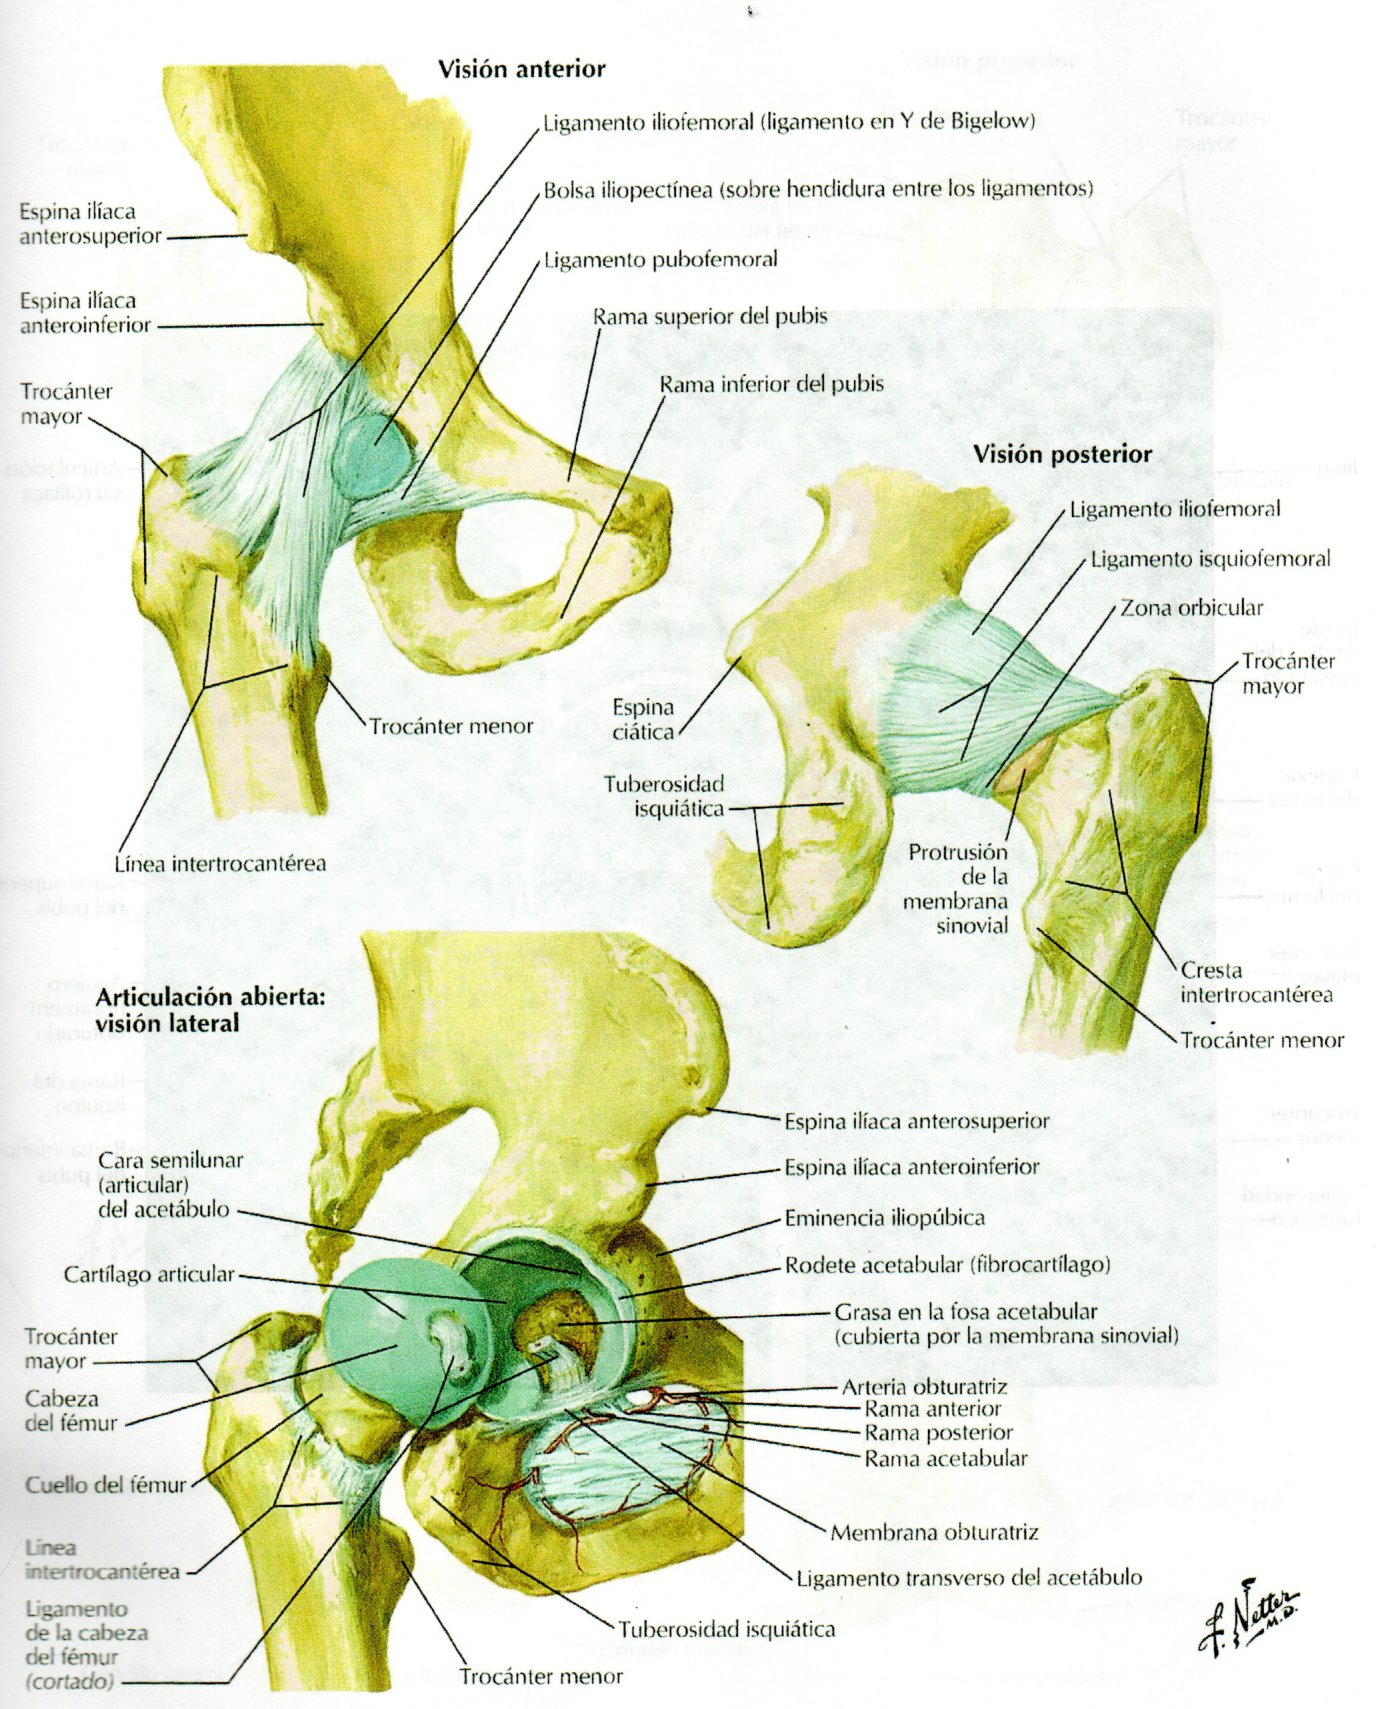 Visión anterior
Ligamento iliofemoral (ligamento en Y de Bigelow)
Bolsa iliopectínea (sobre hendidura entre los ligamentos)
Ligamento pubofemoral
Rama superior del pubis
Rama inferior del pubis
Espina ilíaca
anterosuperior
Espina ilíaca
anteroinferior
Trocánter
mayor
Trocánter menor
Línea intertrocantérea
Visión posterior
Ligamento iliofemoral
Ligamento isquiofemoral
Zona orbicular
Trocánter
mayor
Espina
ciática
Tuberosidad
isquiática
Protrusión
de la
membrana
sinovial
Cresta
intertrocantérea
Trocánter menor
Articulación abierta:
visión lateral
Cara semilunar
(articular)
del acetábulo
Cartílago articular
Trocánter
mayor
Cabeza
del fémur
Cuello del fémur
Línea
intertrocantérea
Ligamento
de la cabeza
del fémur
(cortado)
Espina ilíaca anterosuperior
Espina ilíaca anteroinferior
Eminencia iliopúbica
Rodete acetabular (fibrocartílago)
Grasa en la fosa acetabular
(cubierta por la membrana sinovial)
Arteria obturatriz
Rama anterior
Rama posterior
Rama acetabular
Membrana obturatriz
Ligamento transverso del acetábulo
Tuberosidad isquiática
Trocánter menor
F. Netter
M.D.